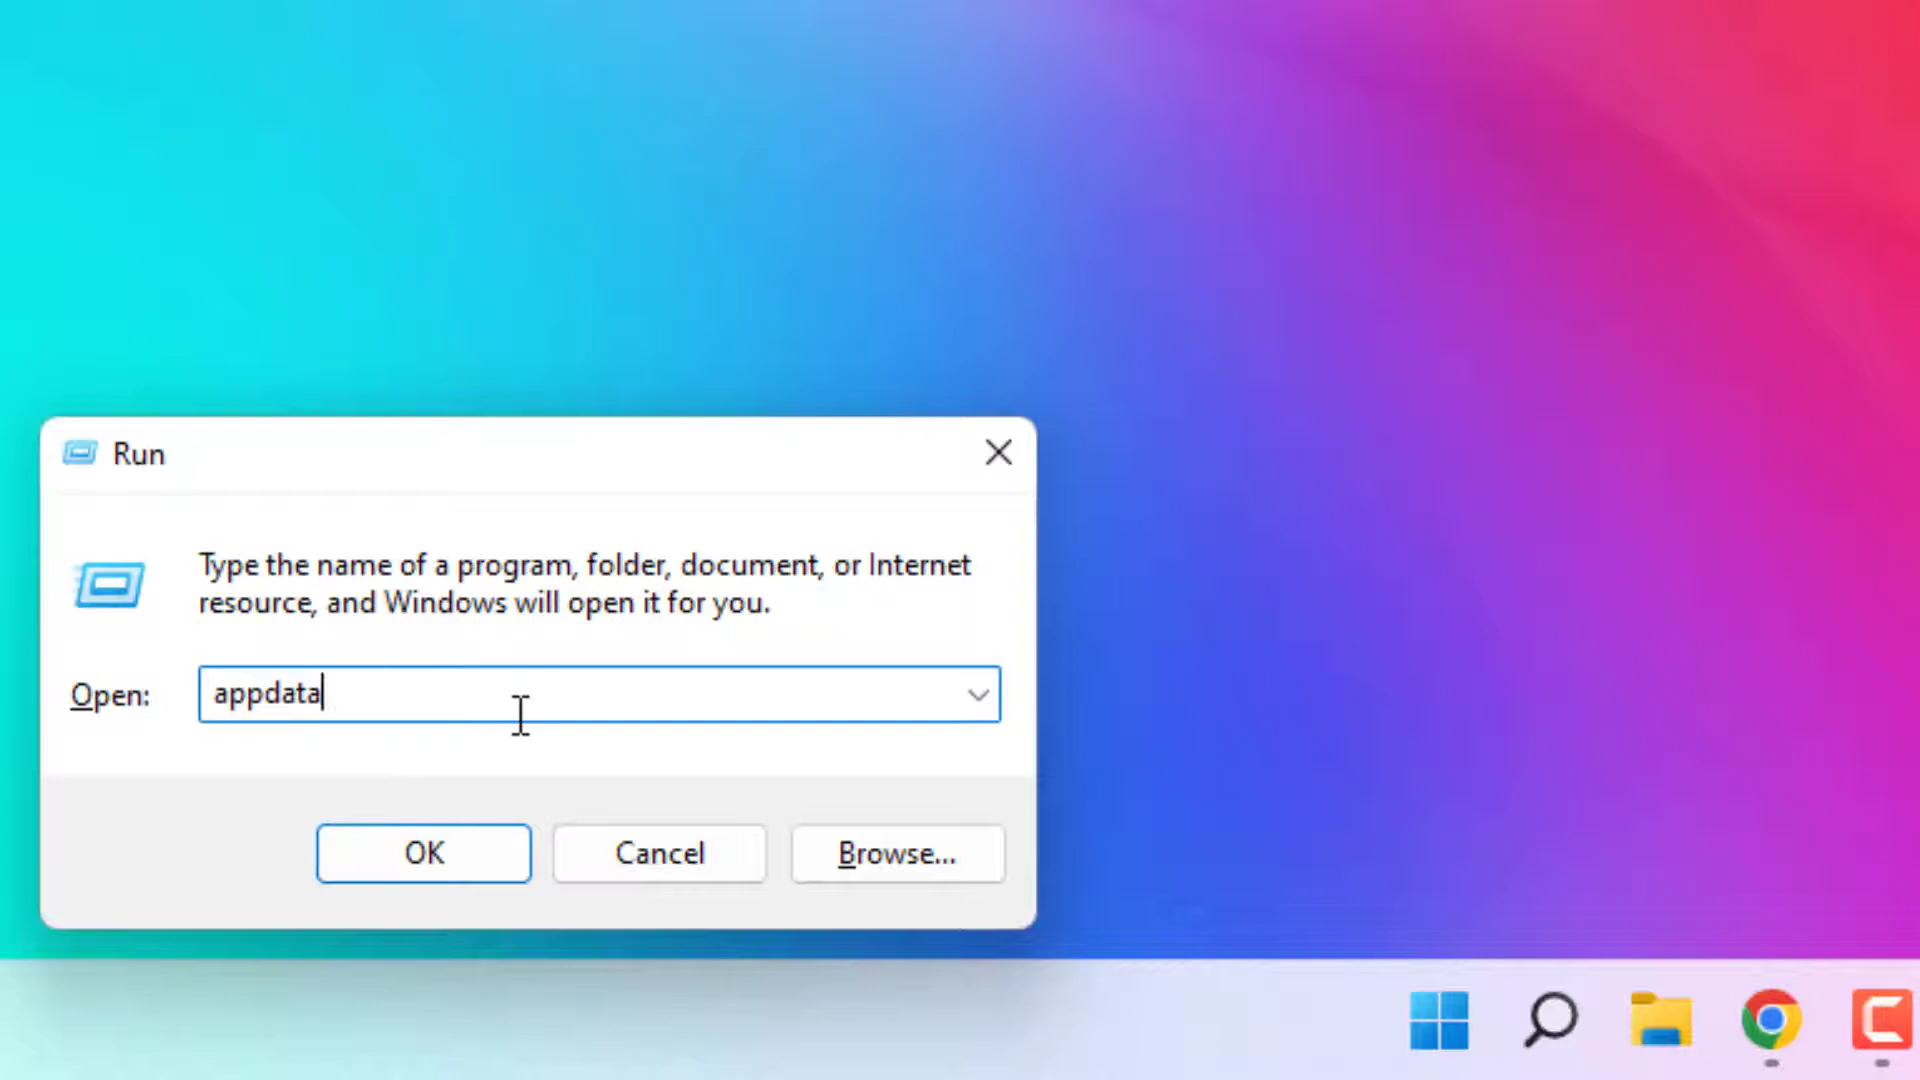 Run
Type the name of a program, folder, document, or Internet
resource, and Windows will open it for you.
Open: appdata
OK Cancel Browse...